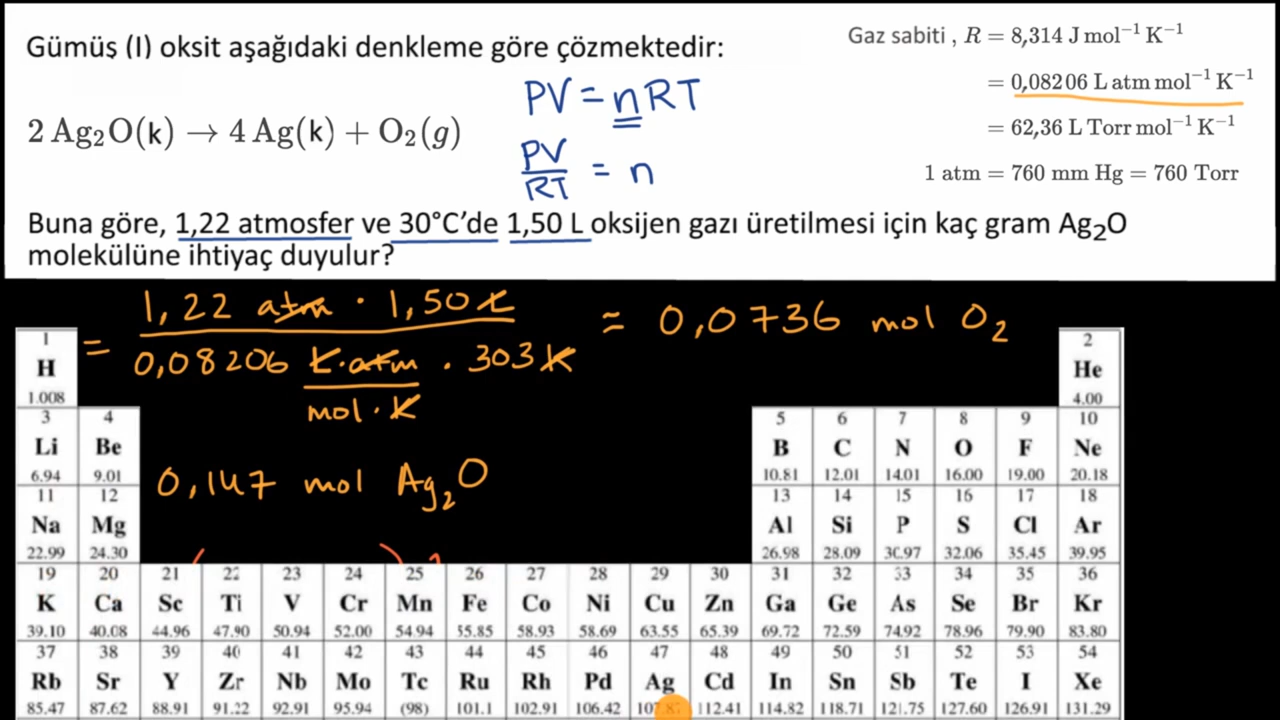 Gümüş (I) oksit aşağıdaki denkleme göre çözmektedir:
2 Ag₂O(k) → 4 Ag(k) + O₂(g)
PV = nRT
PV/RT = n
Gaz sabiti , R = 8,314 J mol⁻¹ K⁻¹
= 0,08206 L atm mol⁻¹ K⁻¹
= 62,36 L Torr mol⁻¹ K⁻¹
1 atm = 760 mm Hg = 760 Torr
Buna göre, 1,22 atmosfer ve 30°C’de 1,50 L oksijen gazı üretilmesi için kaç gram Ag₂O
molekülüne ihtiyaç duyulur?
= 1,22 atm · 1,50 L / 0,08206 L·atm/mol·K · 303 K = 0,0736 mol O₂
0,147 mol Ag₂O
1 2
H He
1.008 4.00
3 4 5 6 7 8 9 10
Li Be B C N O F Ne
6.94 9.01 10.81 12.01 14.01 16.00 19.00 20.18
11 12 13 14 15 16 17 18
Na Mg Al Si P S Cl Ar
22.99 24.30 26.98 28.09 30.97 32.06 35.45 39.95
19 20 21 22 23 24 25 26 27 28 29 30 31 32 33 34 35 36
K Ca Sc Ti V Cr Mn Fe Co Ni Cu Zn Ga Ge As Se Br Kr
39.10 40.08 44.96 47.90 50.94 52.00 54.94 55.85 58.93 58.69 63.55 65.39 69.72 72.59 74.92 78.96 79.90 83.80
37 38 39 40 41 42 43 44 45 46 47 48 49 50 51 52 53 54
Rb Sr Y Zr Nb Mo Tc Ru Rh Pd Ag Cd In Sn Sb Te I Xe
85.47 87.62 88.91 91.22 92.91 95.94 (98) 101.1 102.91 106.42 107.87 112.41 114.82 118.71 121.75 127.60 126.91 131.29